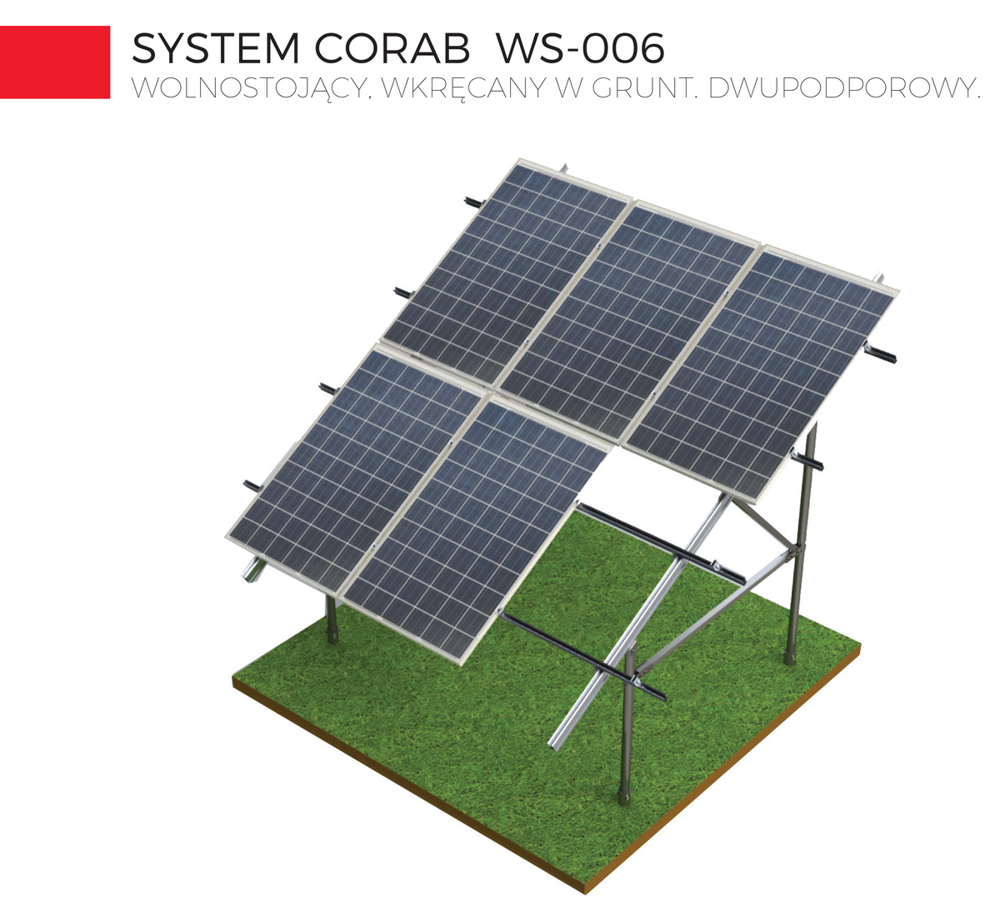 SYSTEM CORAB WS-006
WOLNOSTOJĄCY, WKRĘCANY W GRUNT. DWUPODPOROWY.